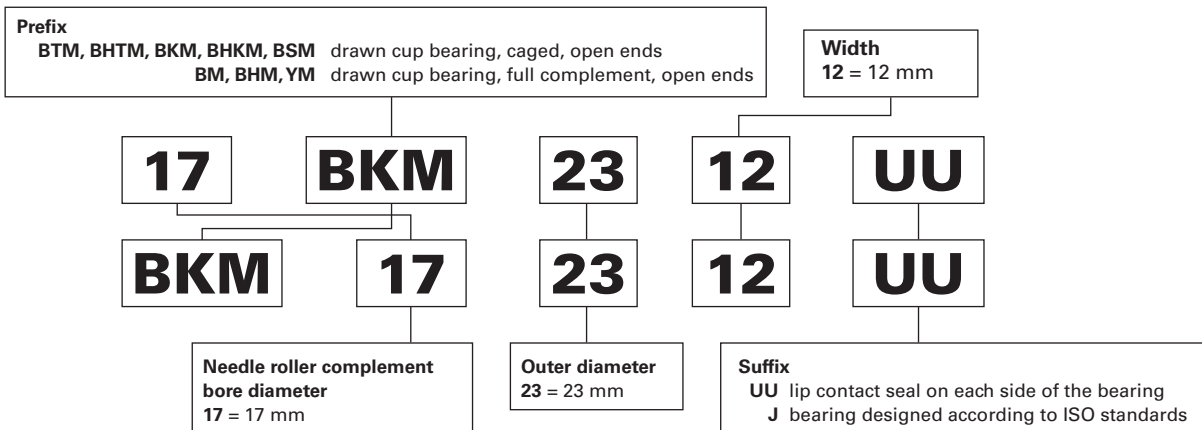 Prefix
BTM, BHTM, BKM, BHKM, BSM drawn cup bearing, caged, open ends
BM, BHM, YM drawn cup bearing, full complement, open ends
Width
12 = 12 mm
17 BKM 23 12 UU
BKM 17 23 12 UU
Needle roller complement
bore diameter
17 = 17 mm
Outer diameter
23 = 23 mm
Suffix
UU lip contact seal on each side of the bearing
J bearing designed according to ISO standards